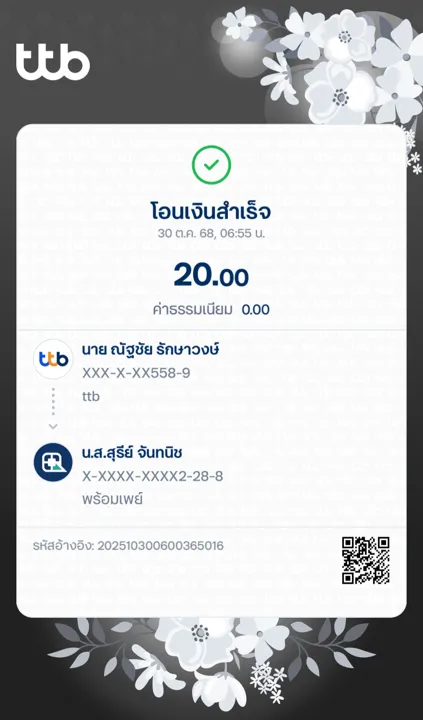 ttb
โอนเงินสำเร็จ
30 ต.ค. 68, 06:55 น.
20.00
ค่าธรรมเนียม 0.00
ttb
นาย ณัฐชัย รักษาวงษ์
XXX-X-XX558-9
ttb
น.ส.สุรีย์ จันทนิช
X-XXXX-XXXX2-28-8
พร้อมเพย์
รหัสอ้างอิง: 202510300600365016